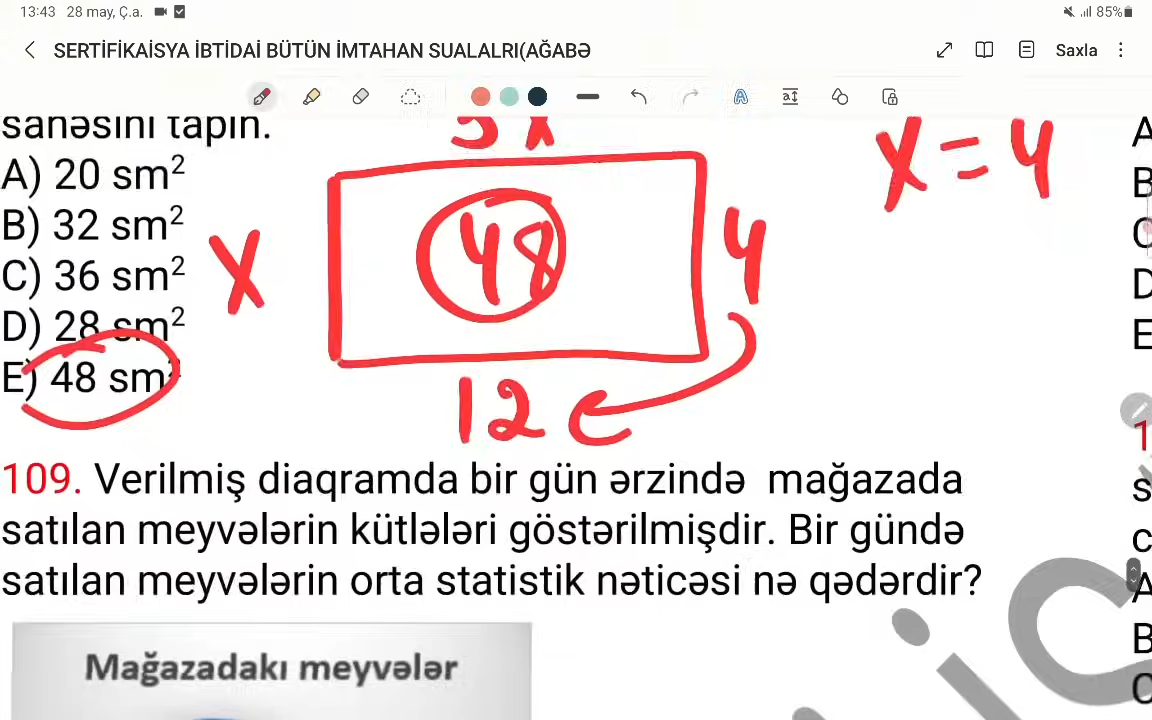 13:43 28 may, Ç.a. 85%
SERTİFİKAİSYA İBTİDAİ BÜTÜN İMTAHAN SUALALRI(AĞABƏ
Saxla
sahəsini tapın.
A) 20 sm²
B) 32 sm²
C) 36 sm²
D) 28 sm²
E) 48 sm²
3x
x
48
4
12
x=4
109. Verilmiş diaqramda bir gün ərzində mağazada
satılan meyvələrin kütlələri göstərilmişdir. Bir gündə
satılan meyvələrin orta statistik nəticəsi nə qədərdir?
Mağazadakı meyvələr
A
B
C
D
E
1
s
c
A
B
C